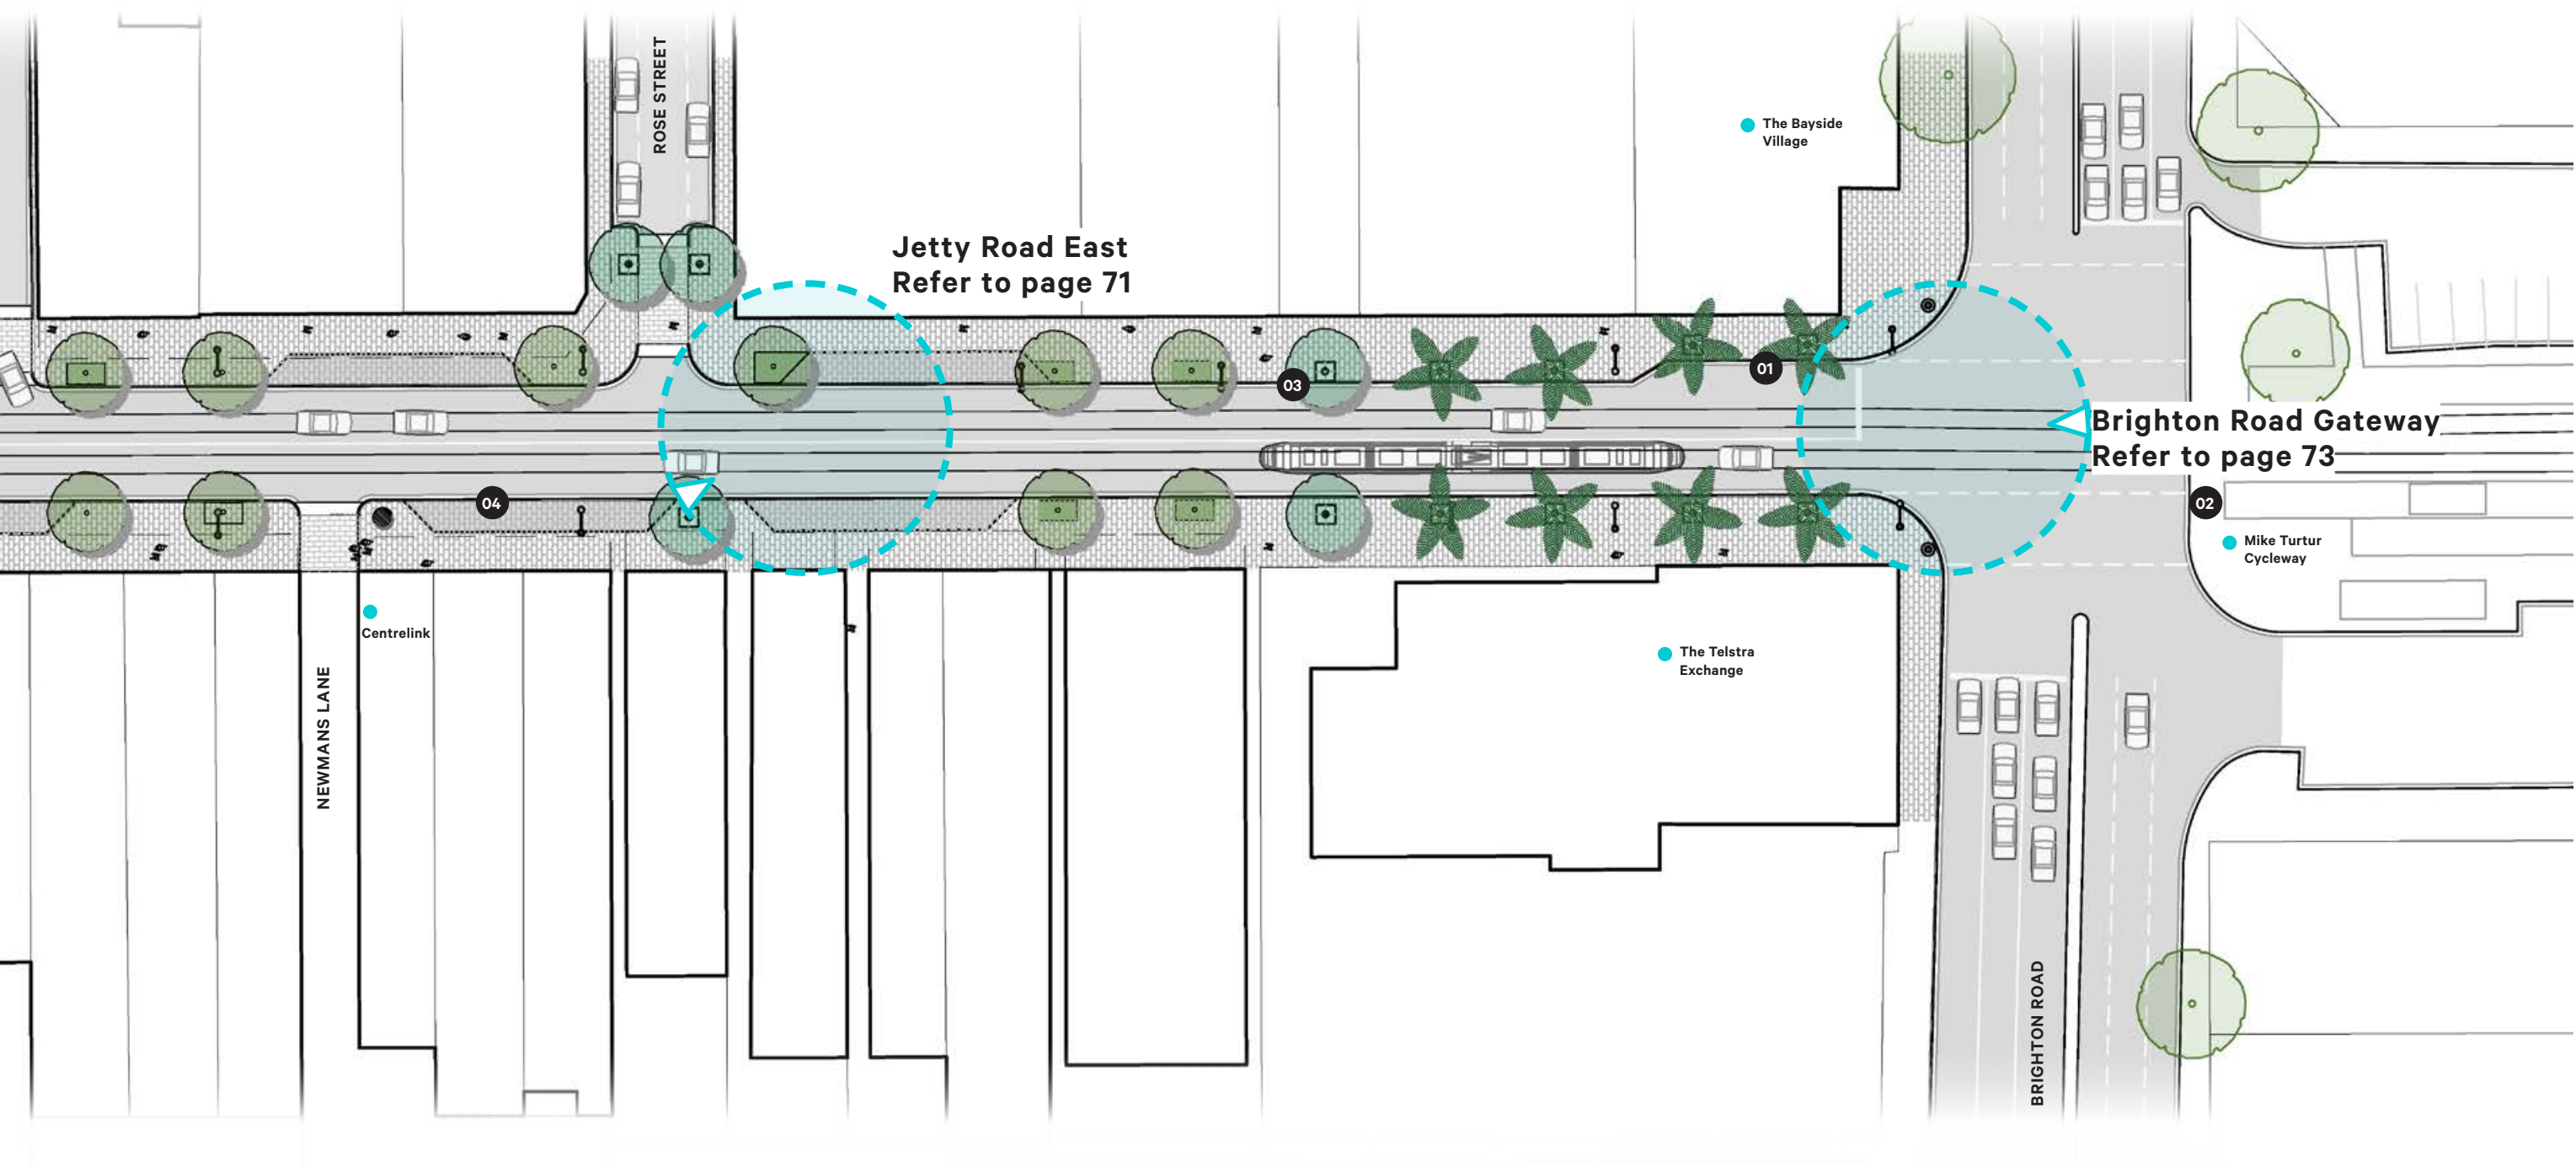 ROSE STREET
The Bayside
Village
Jetty Road East
Refer to page 71
01
03
Brighton Road Gateway
Refer to page 73
04
02
Mike Turtur
Cycleway
Centrelink
The Telstra
Exchange
NEWMANS LANE
BRIGHTON ROAD